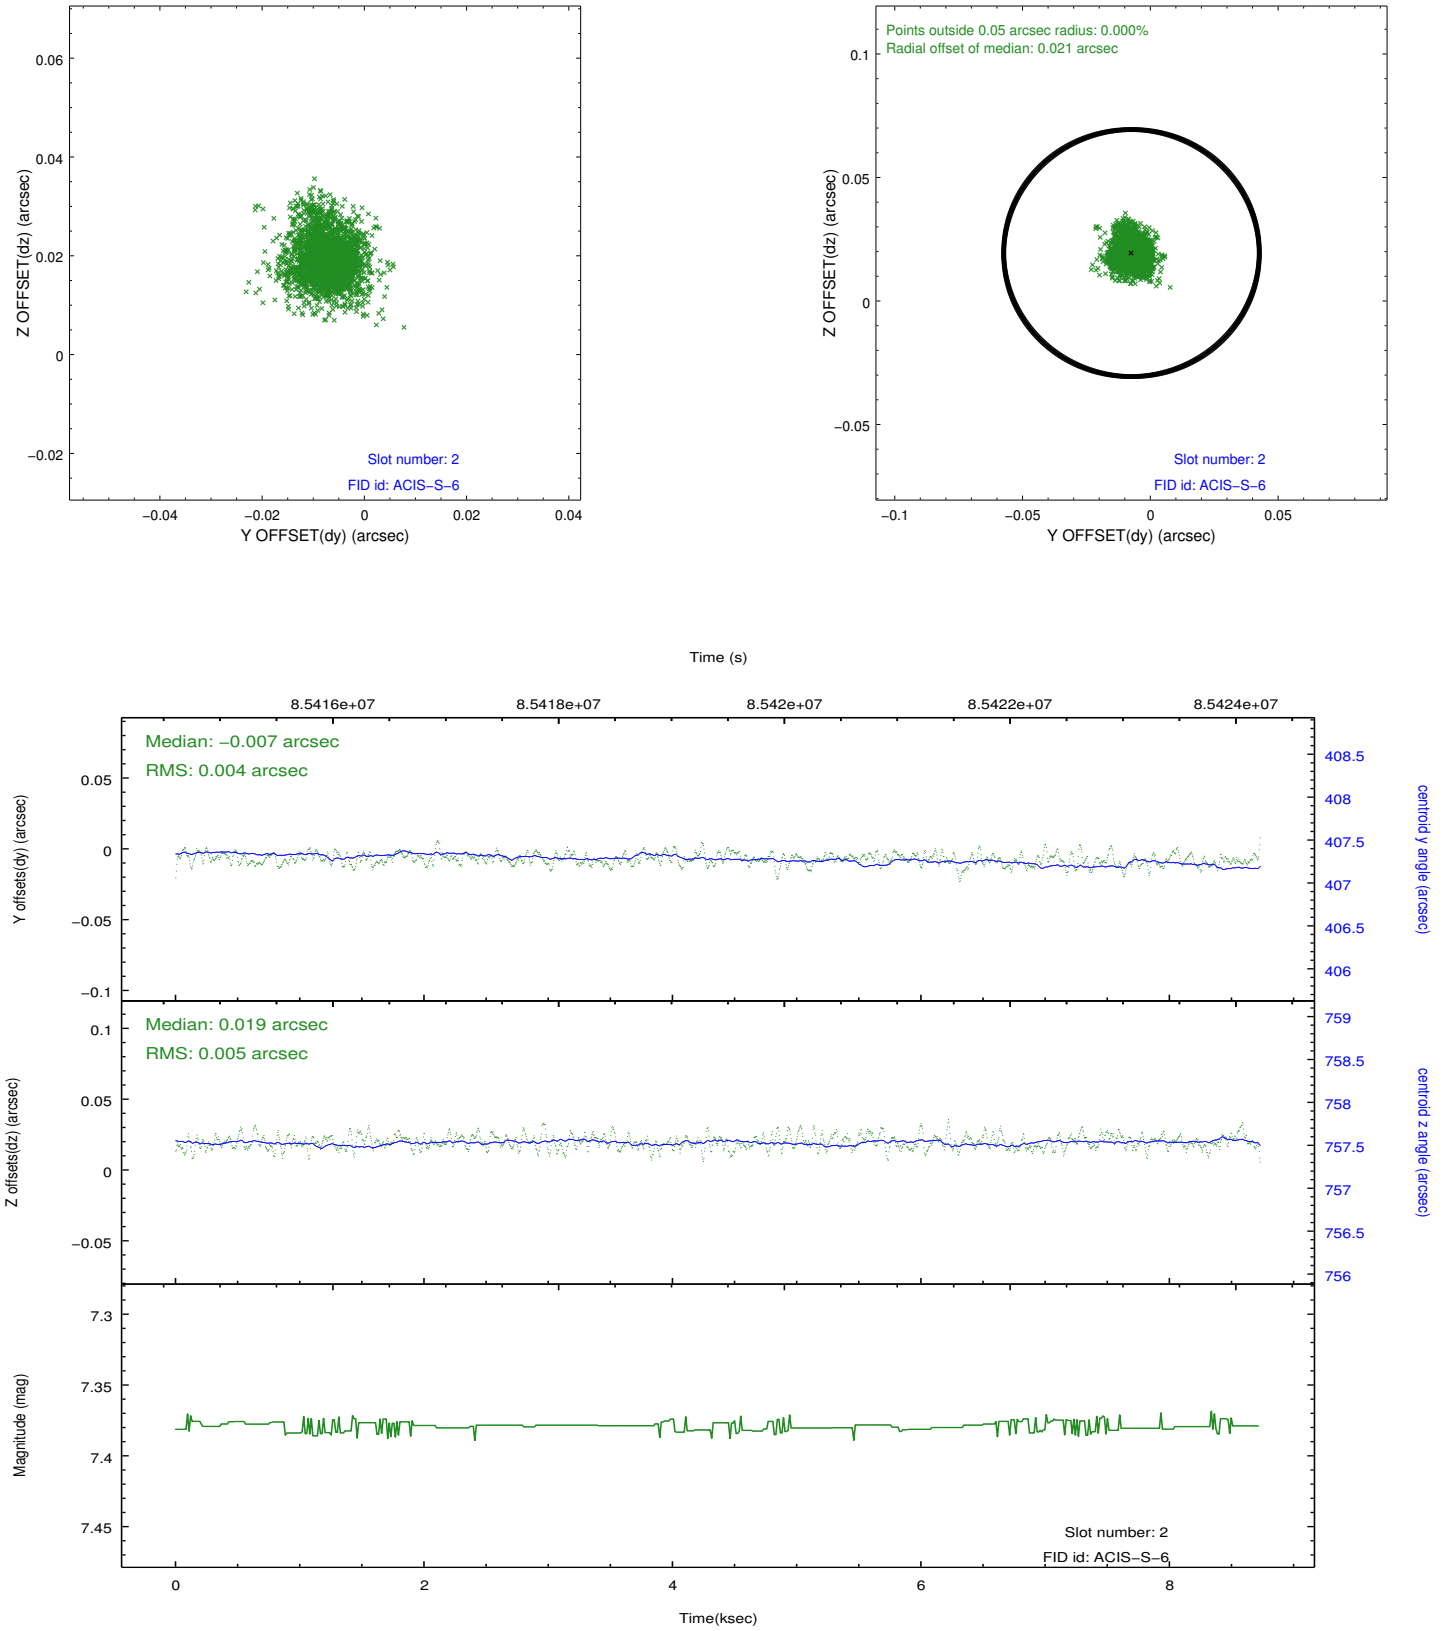 0.06
0.04
0.02
0
−0.02
Z OFFSET(dz) (arcsec)
Slot number: 2
FID id: ACIS−S−6
−0.04
−0.02
0
0.02
0.04
Y OFFSET(dy) (arcsec)
Points outside 0.05 arcsec radius: 0.000%
Radial offset of median: 0.021 arcsec
0.1
0.05
0
−0.05
Z OFFSET(dz) (arcsec)
Slot number: 2
FID id: ACIS−S−6
−0.1
−0.05
0
0.05
Y OFFSET(dy) (arcsec)
Time (s)
8.5416e+07
8.5418e+07
8.542e+07
8.5422e+07
8.5424e+07
Median: −0.007 arcsec
RMS: 0.004 arcsec
0.05
0
−0.05
−0.1
Y offsets(dy) (arcsec)
408.5
408
407.5
407
406.5
406
centroid y angle (arcsec)
Median: 0.019 arcsec
RMS: 0.005 arcsec
0.1
0.05
0
−0.05
Z offsets(dz) (arcsec)
759
758.5
758
757.5
757
756.5
756
centroid z angle (arcsec)
7.3
7.35
7.4
7.45
Magnitude (mag)
Slot number: 2
FID id: ACIS−S−6
0
2
4
6
8
Time(ksec)